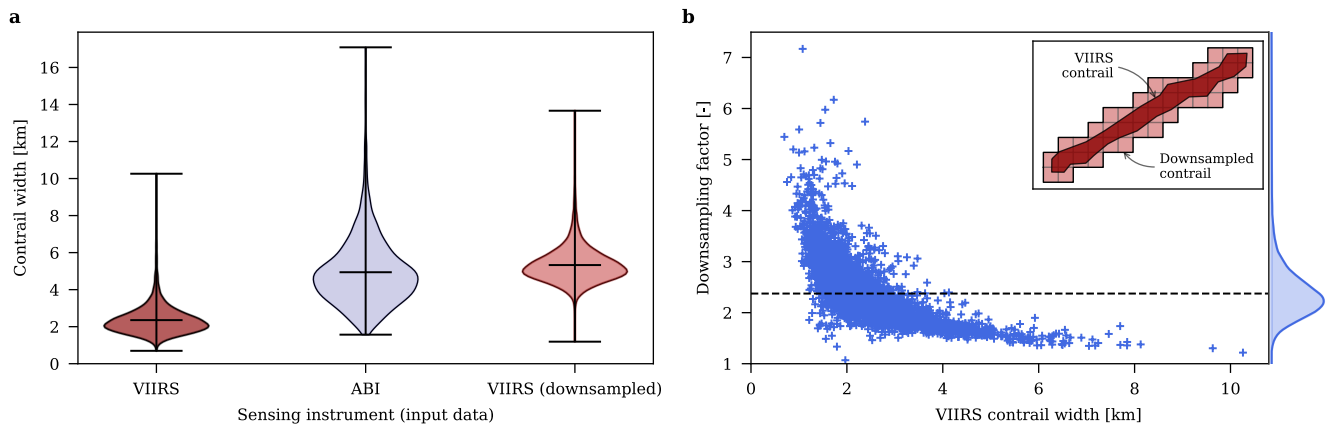 a
Contrail width [km]
16
14
12
10
8
6
4
2
0
VIIRS
ABI
VIIRS (downsampled)
Sensing instrument (input data)
b
Downsampling factor [-]
7
6
5
4
3
2
1
VIIRS
contrail
Downsampled
contrail
0
2
4
6
8
10
VIIRS contrail width [km]